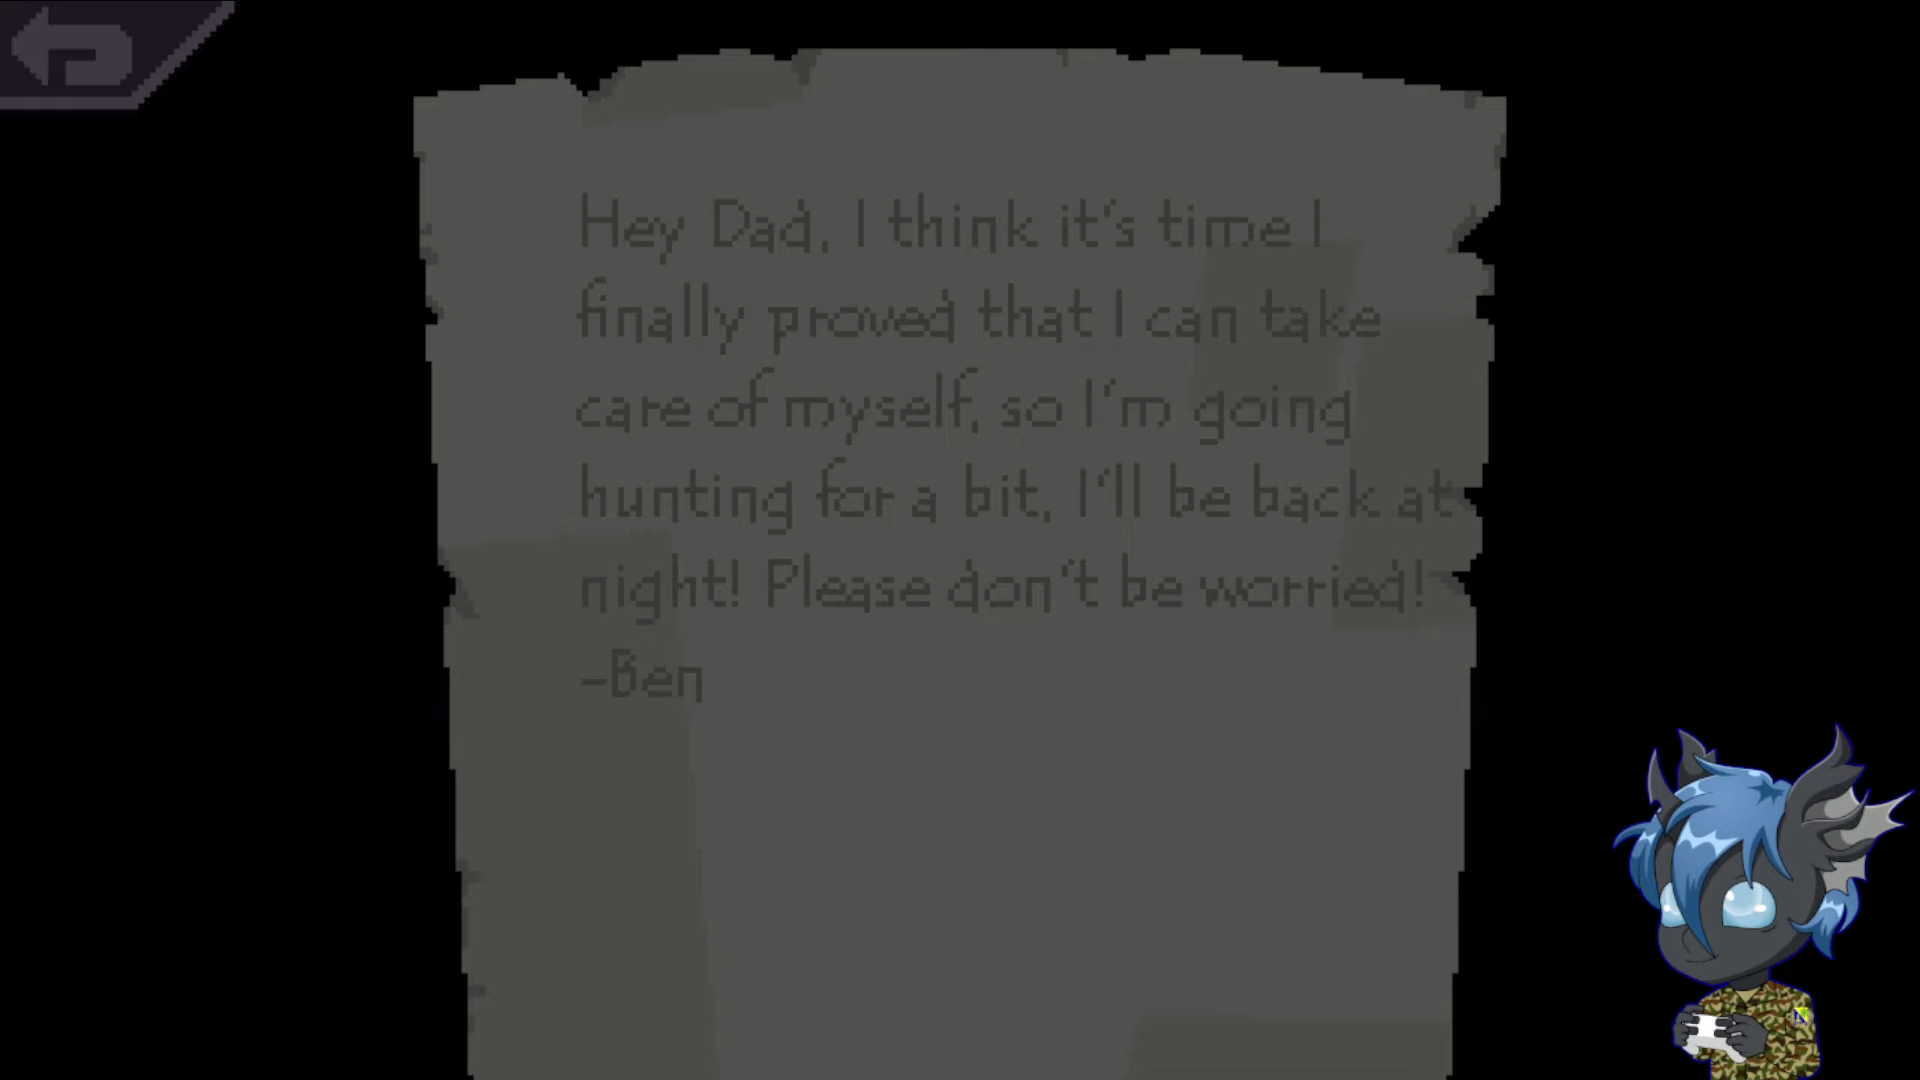 Hey Dad, I think it's time I
finally proved that I can take
care of myself, so I'm going
hunting for a bit, I'll be back at
night! Please don't be worried!
-Ben